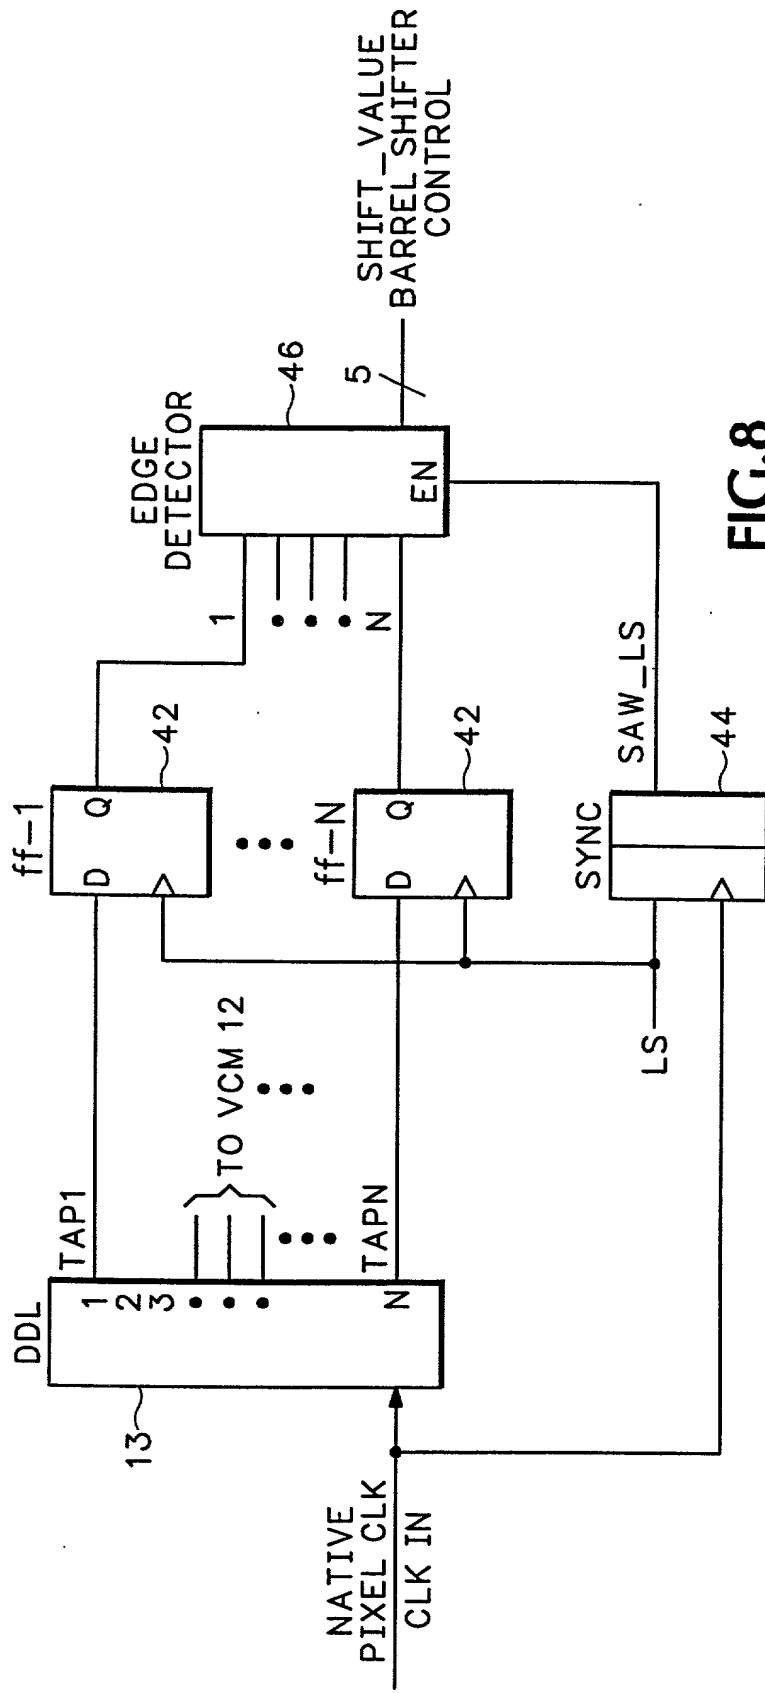 NATIVE
PIXEL CLK
CLK IN
13
DDL
1
2
3
N
TAP1
TO VCM 12
TAPN
LS
ff-1
D
Q
42
ff-N
D
Q
42
SYNC
44
SAW_LS
1
N
EDGE
DETECTOR
46
EN
5
SHIFT_VALUE
BARREL SHIFTER
CONTROL
FIG.8